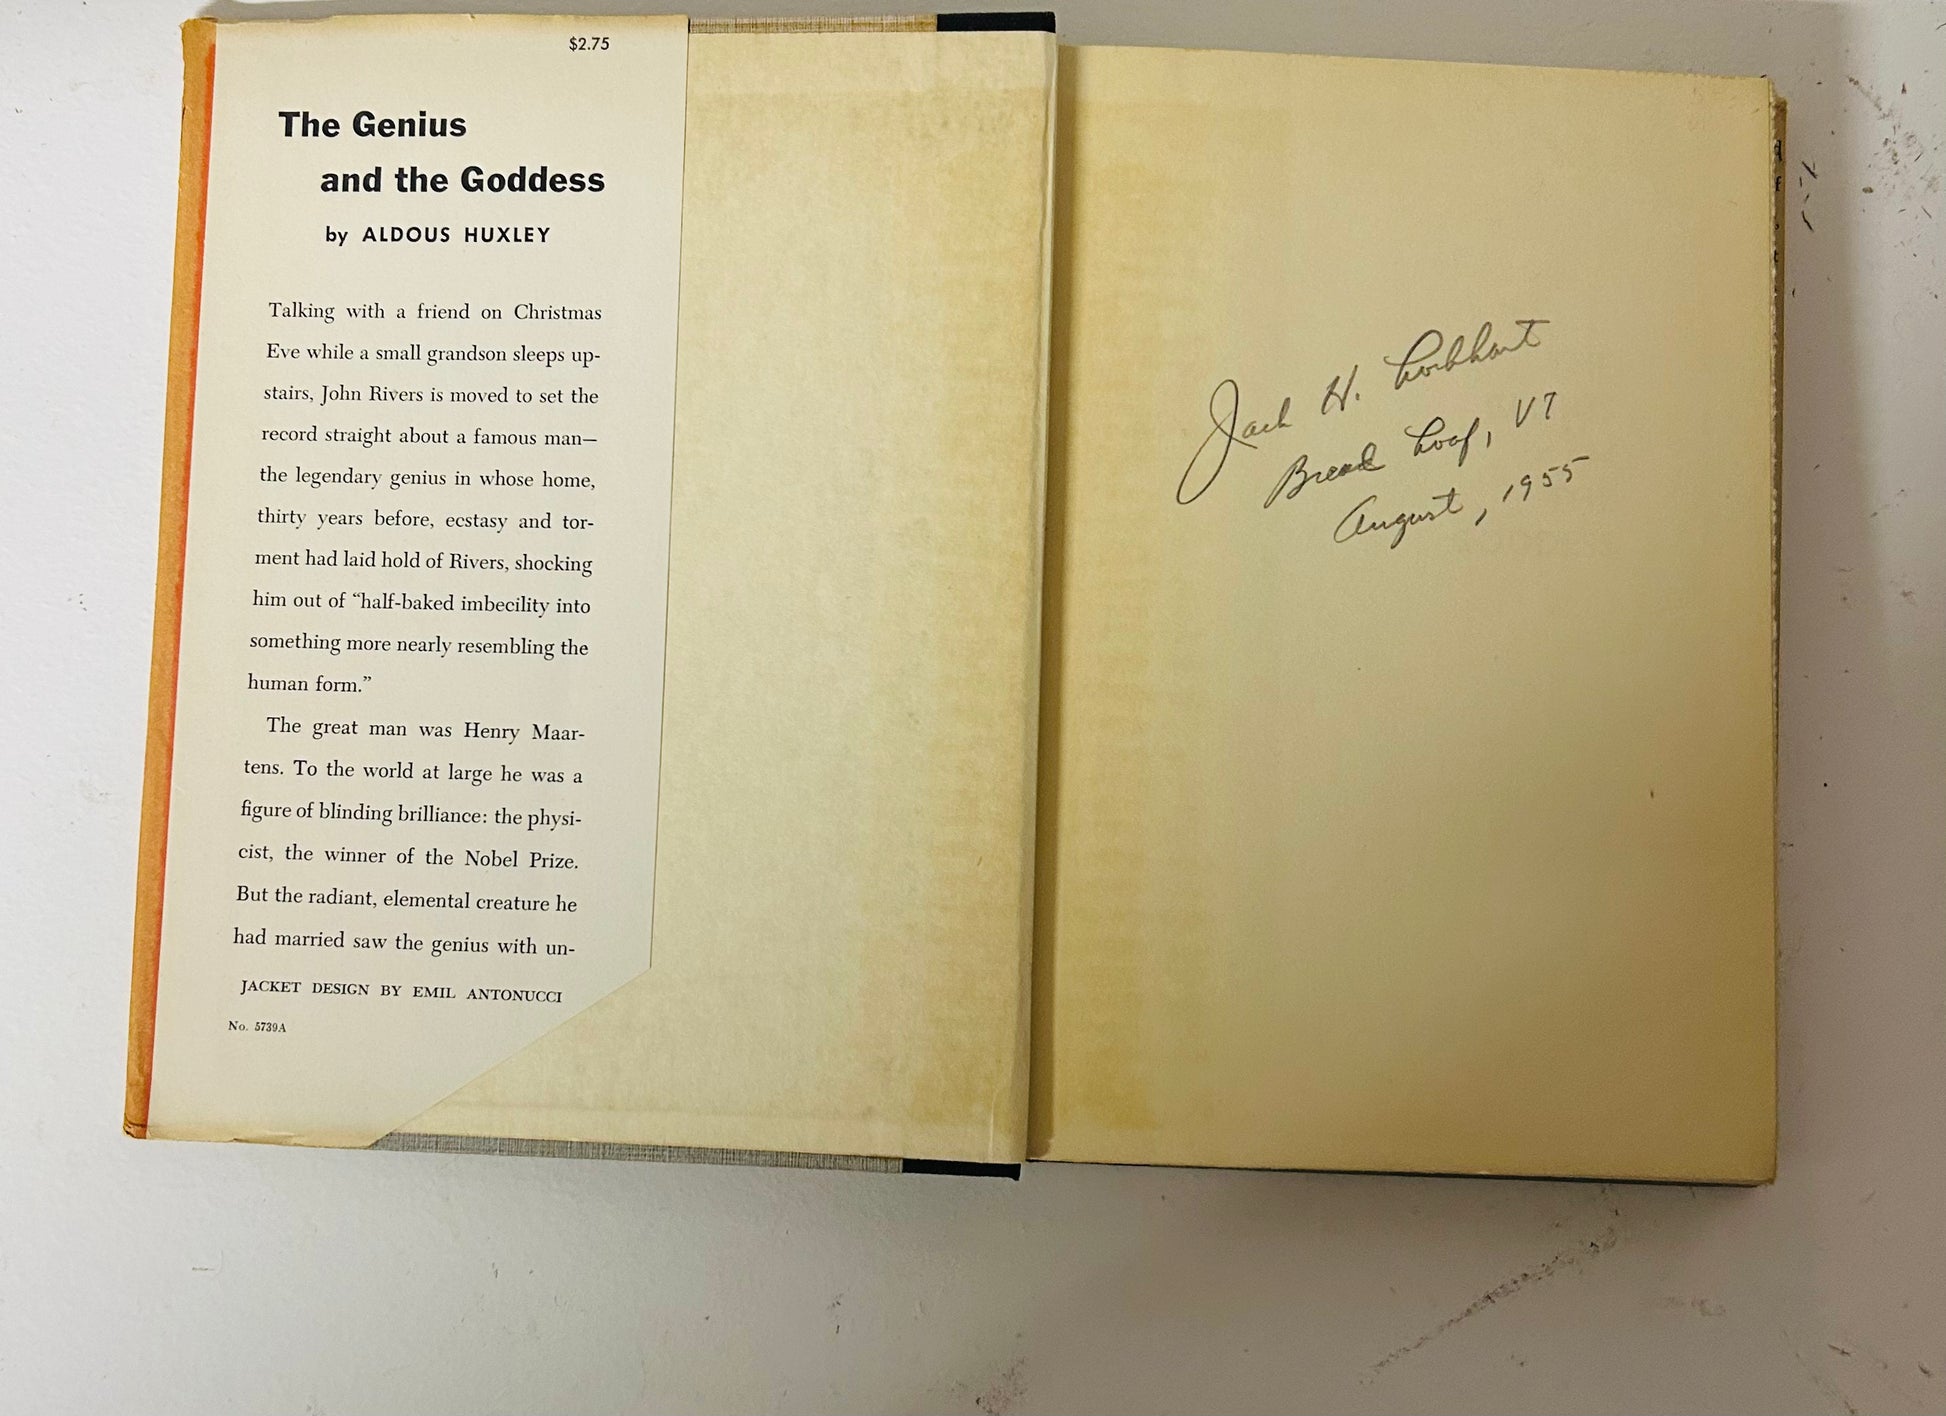 $2.75
The Genius
and the Goddess
by ALDOUS HUXLEY
Talking with a friend on Christmas
Eve while a small grandson sleeps up-
stairs, John Rivers is moved to set the
record straight about a famous man—
the legendary genius in whose home,
thirty years before, ecstasy and tor-
ment had laid hold of Rivers, shocking
him out of “half-baked imbecility into
something more nearly resembling the
human form.”
The great man was Henry Maar-
tens. To the world at large he was a
figure of blinding brilliance: the physi-
cist, the winner of the Nobel Prize.
But the radiant, elemental creature he
had married saw the genius with un-
JACKET DESIGN BY EMIL ANTONUCCI
No. 5739A
Jack H. Lockhart
Bread Loaf, VT
August, 1955